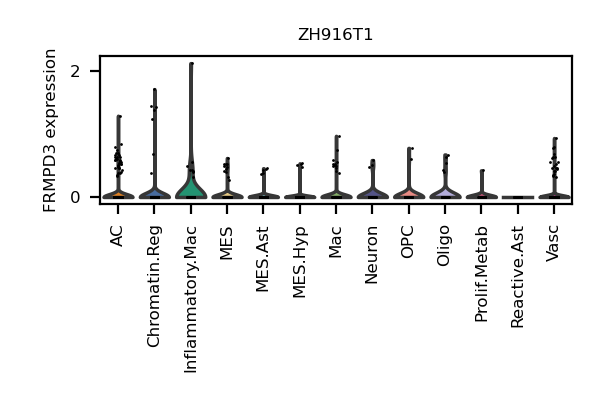 ZH916T1
FRMPD3 expression
2
0
AC
Chromatin.Reg
Inflammatory.Mac
MES
MES.Ast
MES.Hyp
Mac
Neuron
OPC
Oligo
Prolif.Metab
Reactive.Ast
Vasc